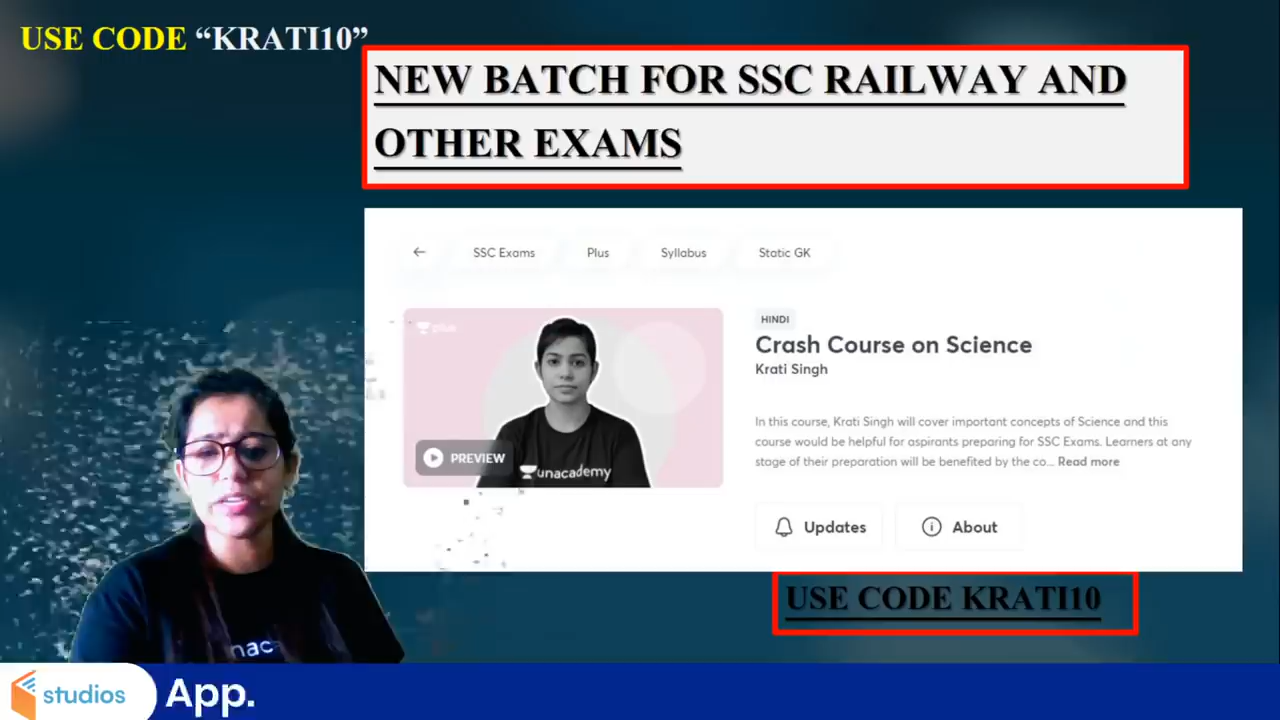 USE CODE “KRATI10”
NEW BATCH FOR SSC RAILWAY AND
OTHER EXAMS
SSC Exams Plus Syllabus Static GK
plus
HINDI
Crash Course on Science
Krati Singh
In this course, Krati Singh will cover important concepts of Science and this
course would be helpful for aspirants preparing for SSC Exams. Learners at any
stage of their preparation will be benefited by the co... Read more
PREVIEW
unacademy
Updates About
USE CODE KRATI10
nac
studios App.